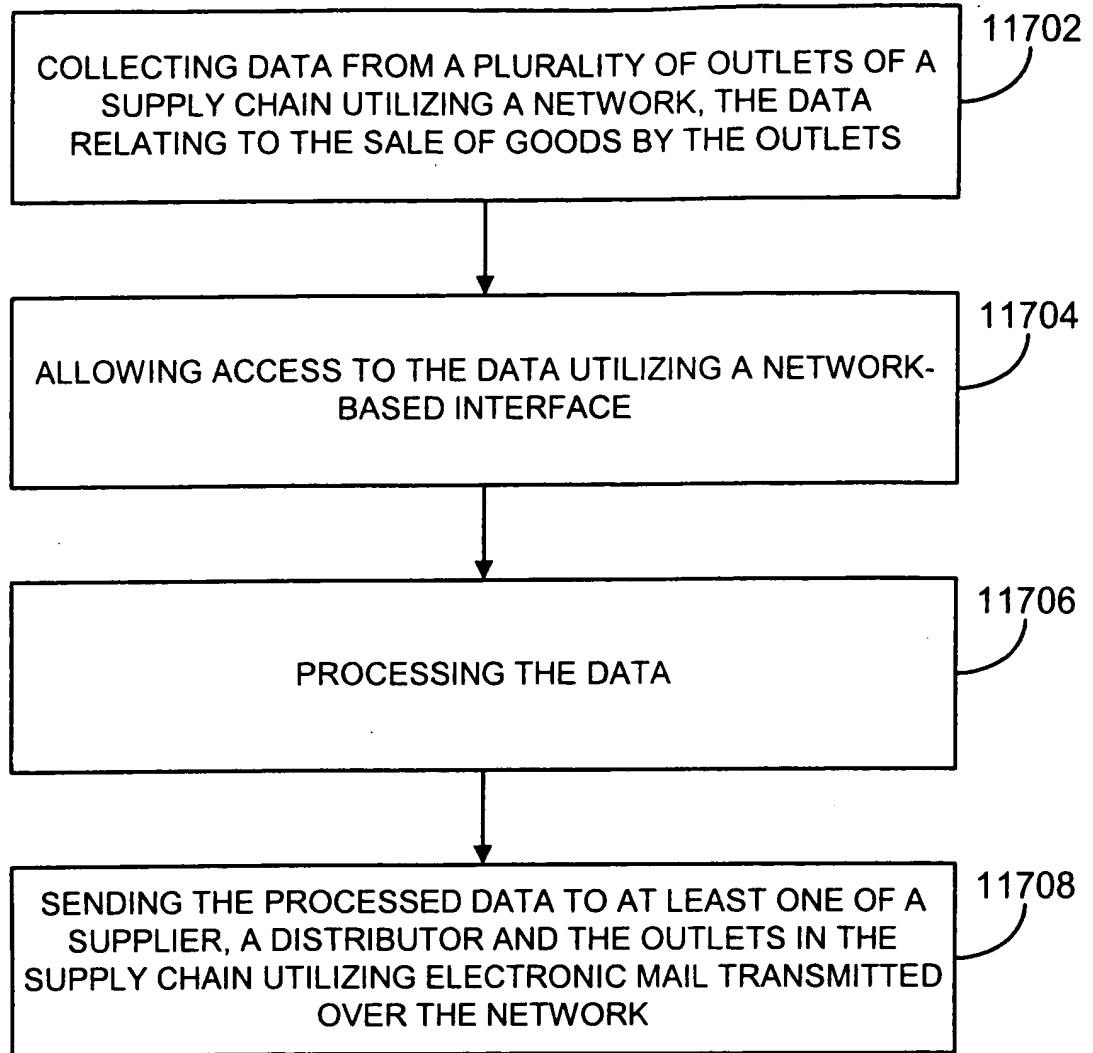 11702
COLLECTING DATA FROM A PLURALITY OF OUTLETS OF A
SUPPLY CHAIN UTILIZING A NETWORK, THE DATA
RELATING TO THE SALE OF GOODS BY THE OUTLETS
11704
ALLOWING ACCESS TO THE DATA UTILIZING A NETWORK-
BASED INTERFACE
11706
PROCESSING THE DATA
11708
SENDING THE PROCESSED DATA TO AT LEAST ONE OF A
SUPPLIER, A DISTRIBUTOR AND THE OUTLETS IN THE
SUPPLY CHAIN UTILIZING ELECTRONIC MAIL TRANSMITTED
OVER THE NETWORK